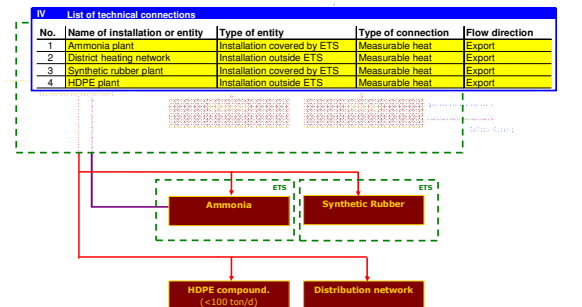 IV List of technical connections
No. Name of installation or entity Type of entity Type of connection Flow direction
1 Ammonia plant Installation covered by ETS Measurable heat Export
2 District heating network Installation outside ETS Measurable heat Export
3 Synthetic rubber plant Installation covered by ETS Measurable heat Export
4 HDPE plant Installation outside ETS Measurable heat Export
ETS ETS
Ammonia Synthetic Rubber
HDPE compound. Distribution network
(<100 ton/d)